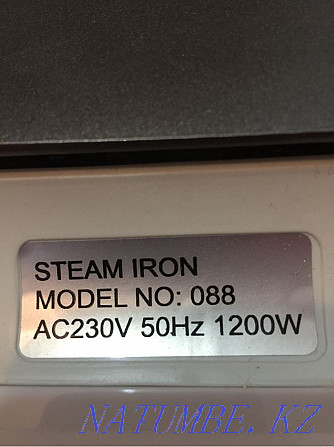 STEAM IRON
MODEL NO: 088
AC230V 50Hz 1200W
NATUMBE.KZ